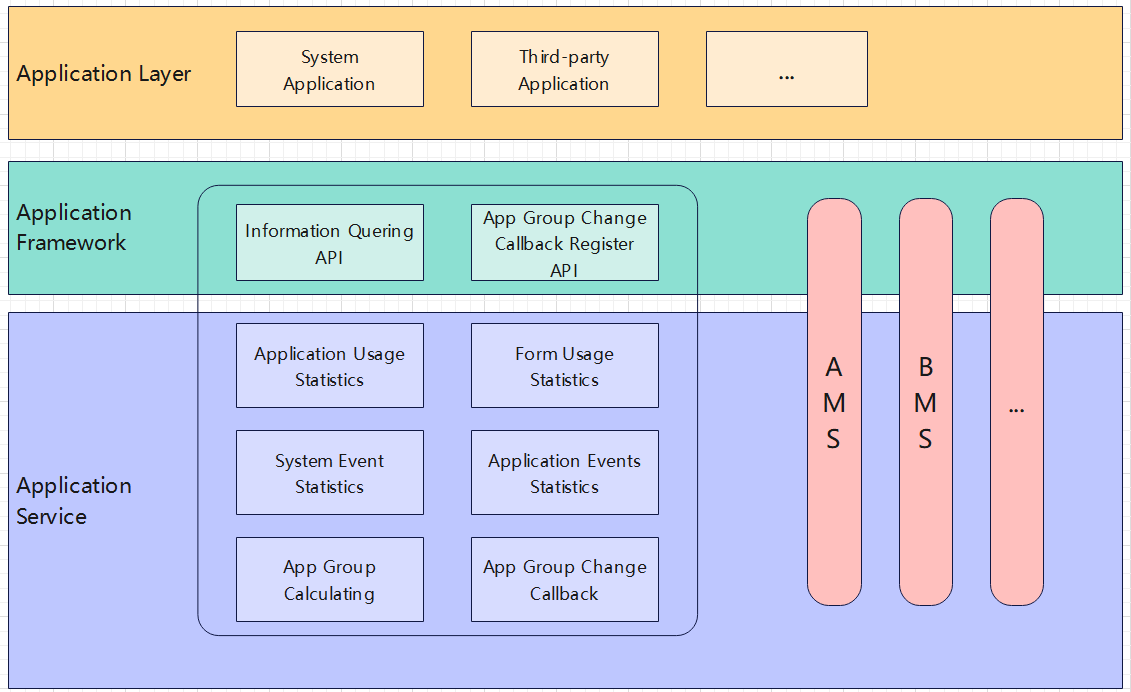 Application Layer
System
Application
Third-party
Application
...
Application
Framework
Information Quering
API
App Group Change
Callback Register
API
Application
Service
Application Usage
Statistics
Form Usage
Statistics
System Event
Statistics
Application Events
Statistics
App Group
Calculating
App Group Change
Callback
A
M
S
B
M
S
...